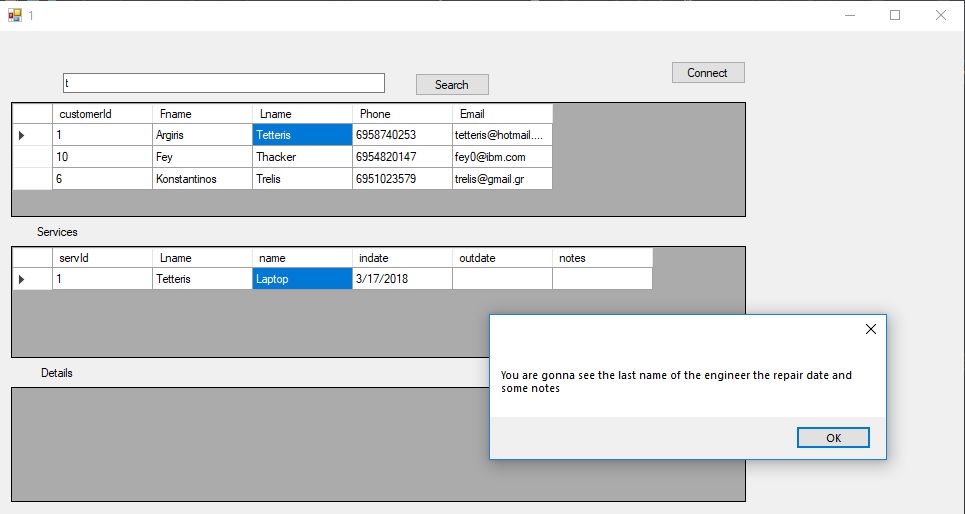 1
t
Search
Connect
customerId Fname Lname Phone Email
1 Argiris Tetteris 6958740253 tetteris@hotmail....
10 Fey Thacker 6954820147 fey0@ibm.com
6 Konstantinos Trelis 6951023579 trelis@gmail.gr
Services
servId Lname name indate outdate notes
1 Tetteris Laptop 3/17/2018
Details
You are gonna see the last name of the engineer the repair date and
some notes
OK